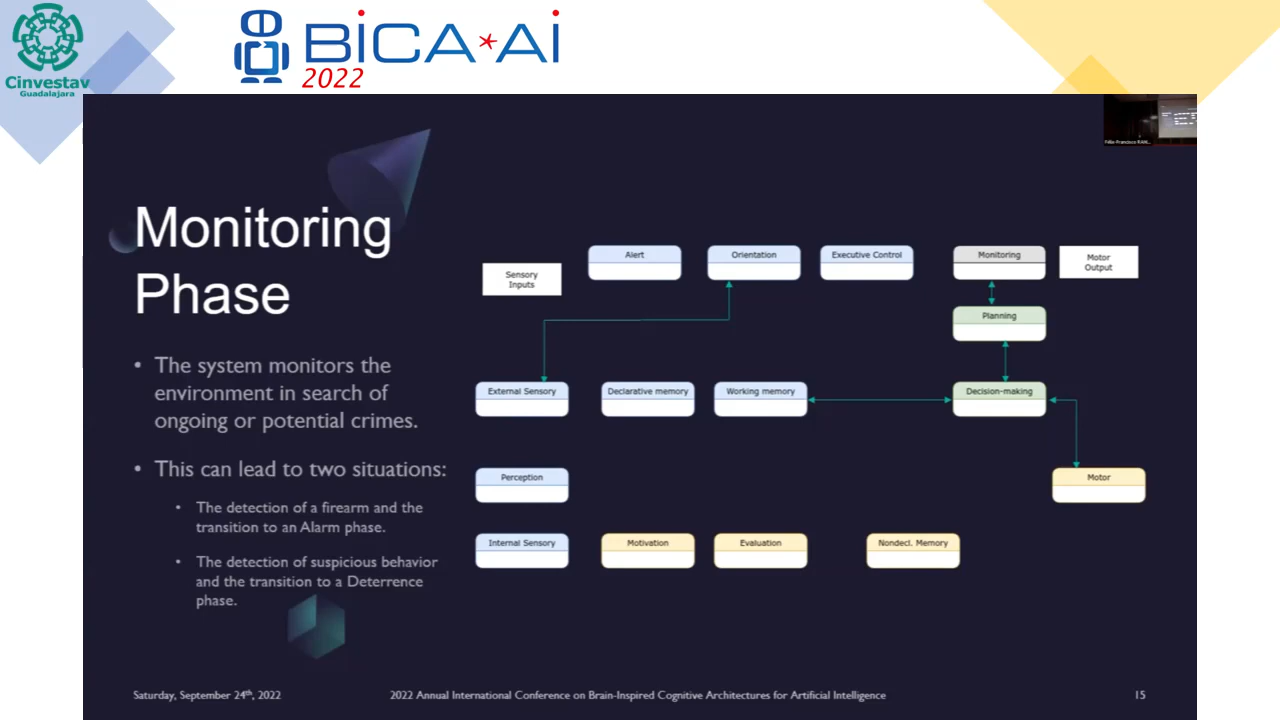 Cinvestav
Guadalajara
BiCA*Ai
2022
Monitoring
Phase
• The system monitors the
environment in search of
ongoing or potential crimes.
• This can lead to two situations:
• The detection of a firearm and the
transition to an Alarm phase.
• The detection of suspicious behavior
and the transition to a Deterrence
phase.
Sensory
Inputs
Alert
Orientation
Executive Control
Monitoring
Motor
Output
Planning
External Sensory
Declarative memory
Working memory
Decision-making
Perception
Motor
Internal Sensory
Motivation
Evaluation
Nondecl. Memory
Saturday, September 24th, 2022
2022 Annual International Conference on Brain-Inspired Cognitive Architectures for Artificial Intelligence
15